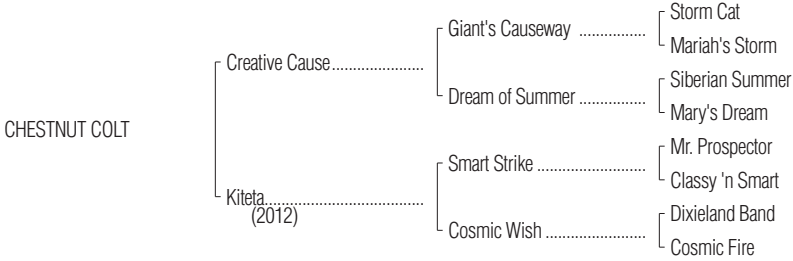 Storm Cat
Giant's Causeway ................
Mariah's Storm
Creative Cause......................
Siberian Summer
Dream of Summer ................
Mary's Dream
CHESTNUT COLT
Mr. Prospector
Smart Strike ..........................
Classy 'n Smart
Kiteta......................................
(2012)
Dixieland Band
Cosmic Wish ........................
Cosmic Fire